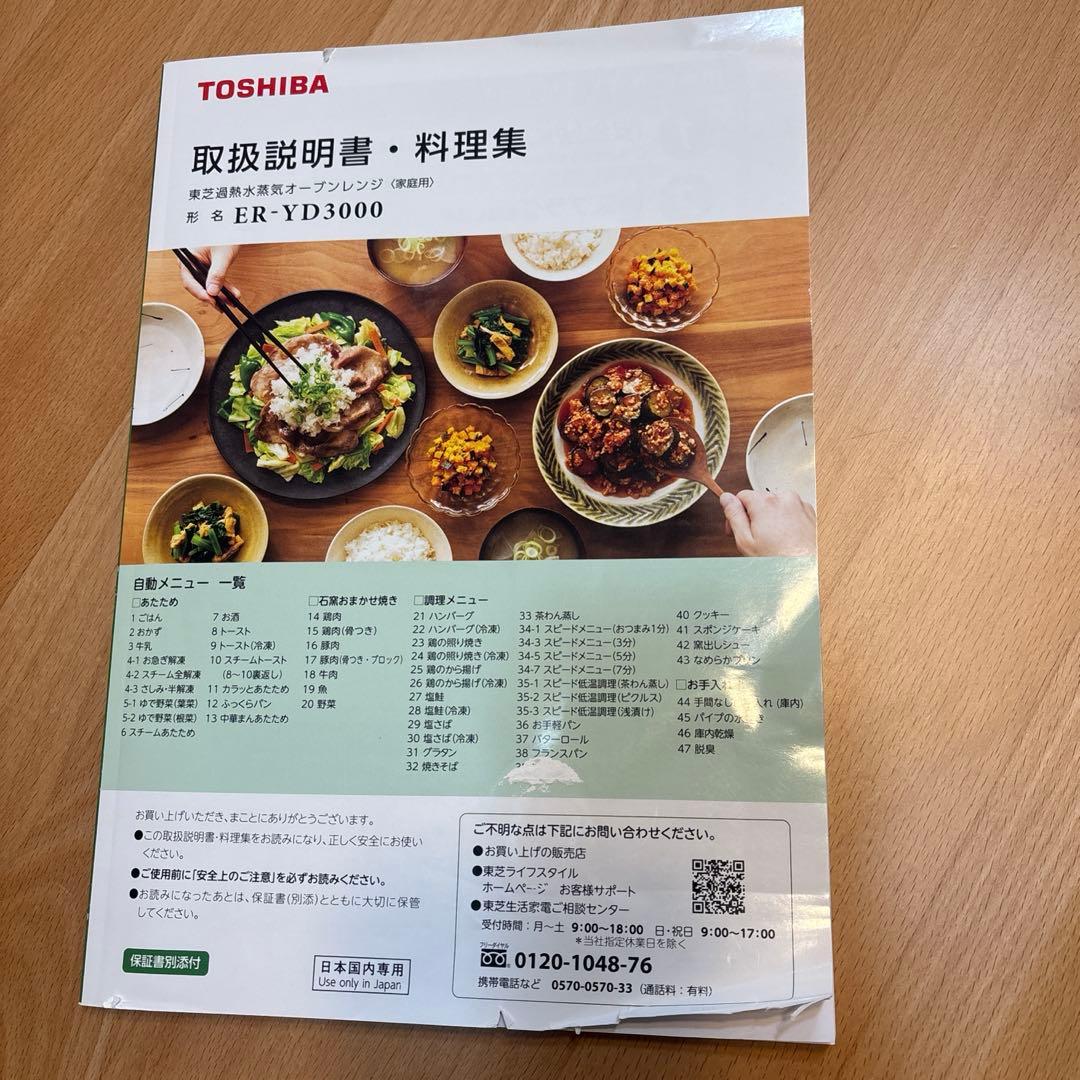 TOSHIBA
取扱説明書・料理集
東芝過熱水蒸気オーブンレンジ〈家庭用〉
形 名 ER-YD3000
自動メニュー 一覧
□あたため
1 ごはん
2 おかず
3 牛乳
4-1 お急ぎ解凍
4-2 スチーム全解凍
4-3 さしみ・半解凍
5-1 ゆで野菜(葉菜)
5-2 ゆで野菜(根菜)
6 スチームあたため
7 お酒
8 トースト
9 トースト(冷凍)
10 スチームトースト
(8〜10裏返し)
11 カラッとあたため
12 ふっくらパン
13 中華まんあたため
□石窯おまかせ焼き
14 鶏肉
15 鶏肉(骨つき)
16 豚肉
17 豚肉(骨つき・ブロック)
18 牛肉
19 魚
20 野菜
□調理メニュー
21 ハンバーグ
22 ハンバーグ(冷凍)
23 鶏の照り焼き
24 鶏の照り焼き(冷凍)
25 鶏のから揚げ
26 鶏のから揚げ(冷凍)
27 塩鮭
28 塩鮭(冷凍)
29 塩さば
30 塩さば(冷凍)
31 グラタン
32 焼きそば
33 茶わん蒸し
34-1 スピードメニュー(おつまみ1分)
34-3 スピードメニュー(3分)
34-5 スピードメニュー(5分)
34-7 スピードメニュー(7分)
35-1 スピード低温調理(茶わん蒸し)
35-2 スピード低温調理(ピクルス)
35-3 スピード低温調理(浅漬け)
36 お手軽パン
37 バターロール
38 フランスパン
40 クッキー
41 スポンジケーキ
42 窯出しシュー
43 なめらかプリン
□お手入れ
44 手間なしお手入れ(庫内)
45 パイプの水
46 庫内乾燥
47 脱臭
お買い上げいただき、まことにありがとうございます。
●この取扱説明書・料理集をお読みになり、正しく安全にお使い
ください。
●ご使用前に「安全上のご注意」を必ずお読みください。
●お読みになったあとは、保証書(別添)とともに大切に保管
してください。
保証書別添付
日本国内専用
Use only in Japan
ご不明な点は下記にお問い合わせください。
●お買い上げの販売店
●東芝ライフスタイル
ホームページ お客様サポート
●東芝生活家電ご相談センター
受付時間：月〜土 9:00〜18:00 日・祝日 9:00〜17:00
*当社指定休業日を除く
フリーダイヤル
0120-1048-76
携帯電話など 0570-0570-33（通話料：有料）